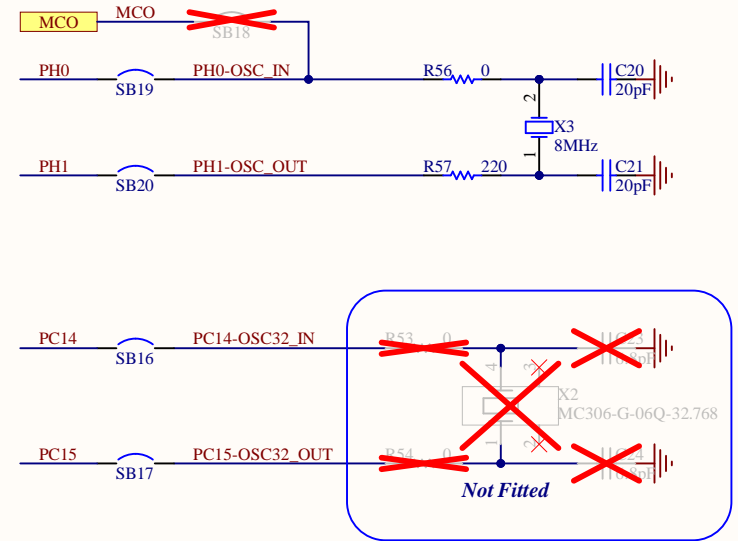 MCO
MCO
SB18
PH0
SB19
PH0-OSC_IN
R56
0
C20
20pF
2
X3
8MHz
1
PH1
SB20
PH1-OSC_OUT
R57
220
C21
20pF
PC14
SB16
PC14-OSC32_IN
R53
0
4
3
X2
MC306-G-06Q-32.768
1
2
PC15
SB17
PC15-OSC32_OUT
R54
0
Not Fitted